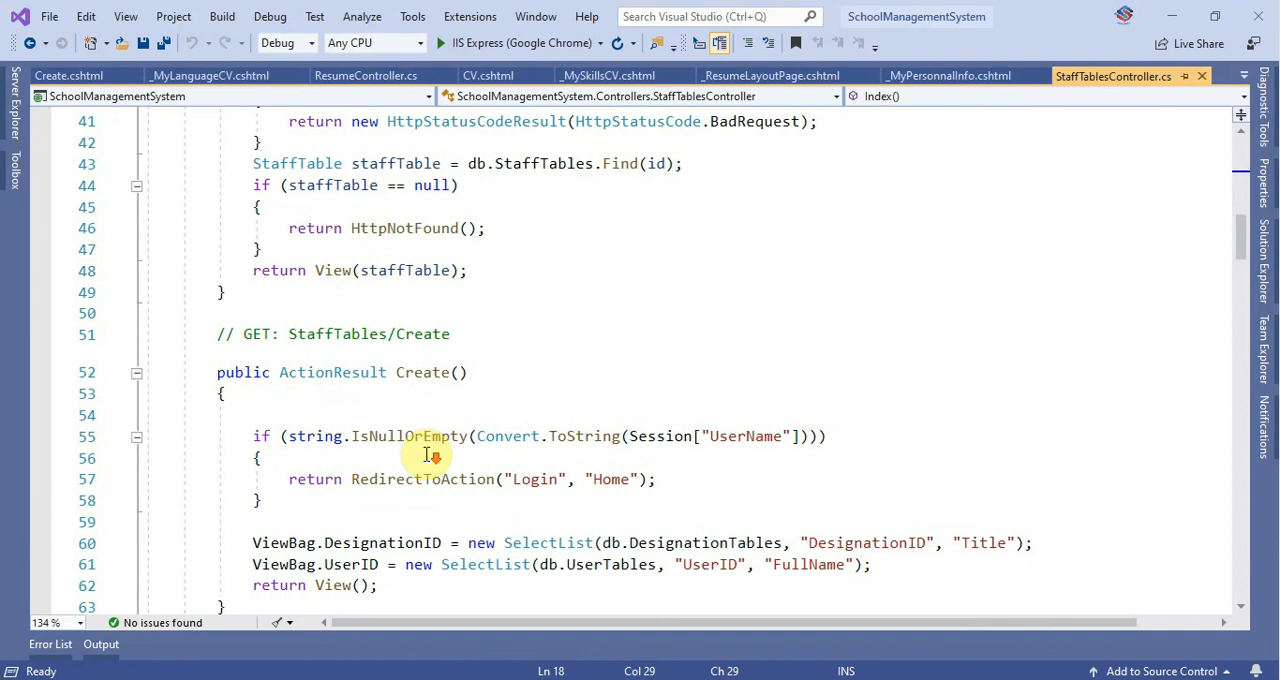 File Edit View Project Build Debug Test Analyze Tools Extensions Window Help Search Visual Studio (Ctrl+Q) SchoolManagementSystem
Debug Any CPU IIS Express (Google Chrome) Live Share
Create.cshtml _MyLanguageCV.cshtml ResumeController.cs CV.cshtml _MySkillsCV.cshtml _ResumeLayoutPage.cshtml _MyPersonnalInfo.cshtml StaffTablesController.cs
SchoolManagementSystem SchoolManagementSystem.Controllers.StaffTablesController Index()
Server Explorer
Toolbox
41 return new HttpStatusCodeResult(HttpStatusCode.BadRequest);
42 }
43 StaffTable staffTable = db.StaffTables.Find(id);
44 if (staffTable == null)
45 {
46 return HttpNotFound();
47 }
48 return View(staffTable);
49 }
50
51 // GET: StaffTables/Create
52 public ActionResult Create()
53 {
54
55 if (string.IsNullOrEmpty(Convert.ToString(Session["UserName"])))
56 {
57 return RedirectToAction("Login", "Home");
58 }
59
60 ViewBag.DesignationID = new SelectList(db.DesignationTables, "DesignationID", "Title");
61 ViewBag.UserID = new SelectList(db.UserTables, "UserID", "FullName");
62 return View();
63 }
Diagnostic Tools
Properties
Solution Explorer
Team Explorer
Notifications
134 % No issues found
Error List Output
Ready Ln 18 Col 29 Ch 29 INS Add to Source Control